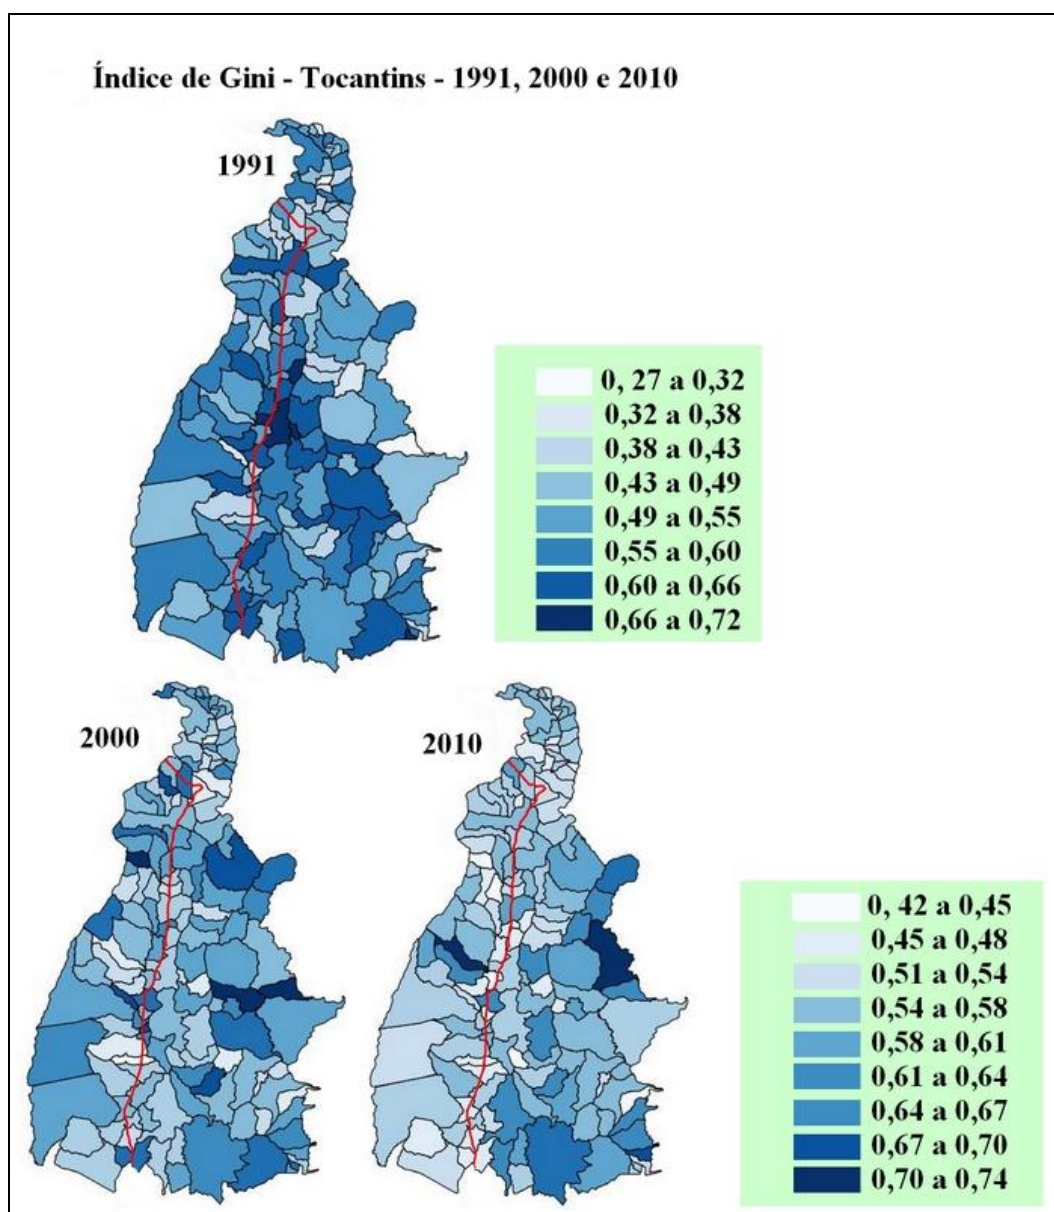 Índice de Gini - Tocantins - 1991, 2000 e 2010
1991
0, 27 a 0,32
0,32 a 0,38
0,38 a 0,43
0,43 a 0,49
0,49 a 0,55
0,55 a 0,60
0,60 a 0,66
0,66 a 0,72
2000
2010
0, 42 a 0,45
0,45 a 0,48
0,51 a 0,54
0,54 a 0,58
0,58 a 0,61
0,61 a 0,64
0,64 a 0,67
0,67 a 0,70
0,70 a 0,74